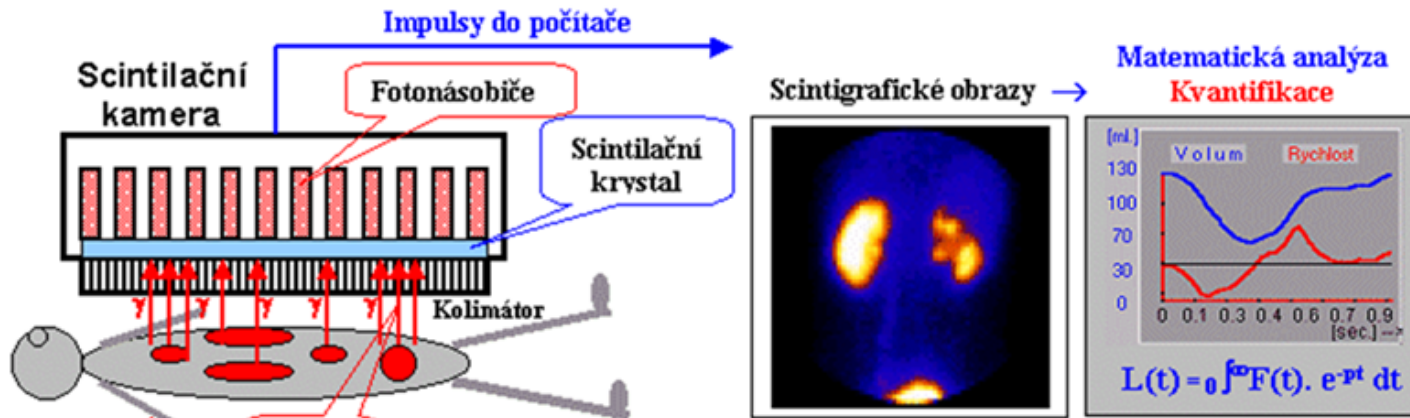 Impulsy do počítače
Scintilační
kamera
Fotonásobiče
Scintilační
krystal
γ γ γ γ γ
Kolimátor
Scintigrafické obrazy →
Matematická analýza
Kvantifikace
[ml.]
Volum Rychlost
130
100
70
30
0
0 0.1 0.3 0.4 0.6 0.7 0.9
[sec.] -->
L(t) = ₀∫∞F(t). e⁻ᵖᵗ dt